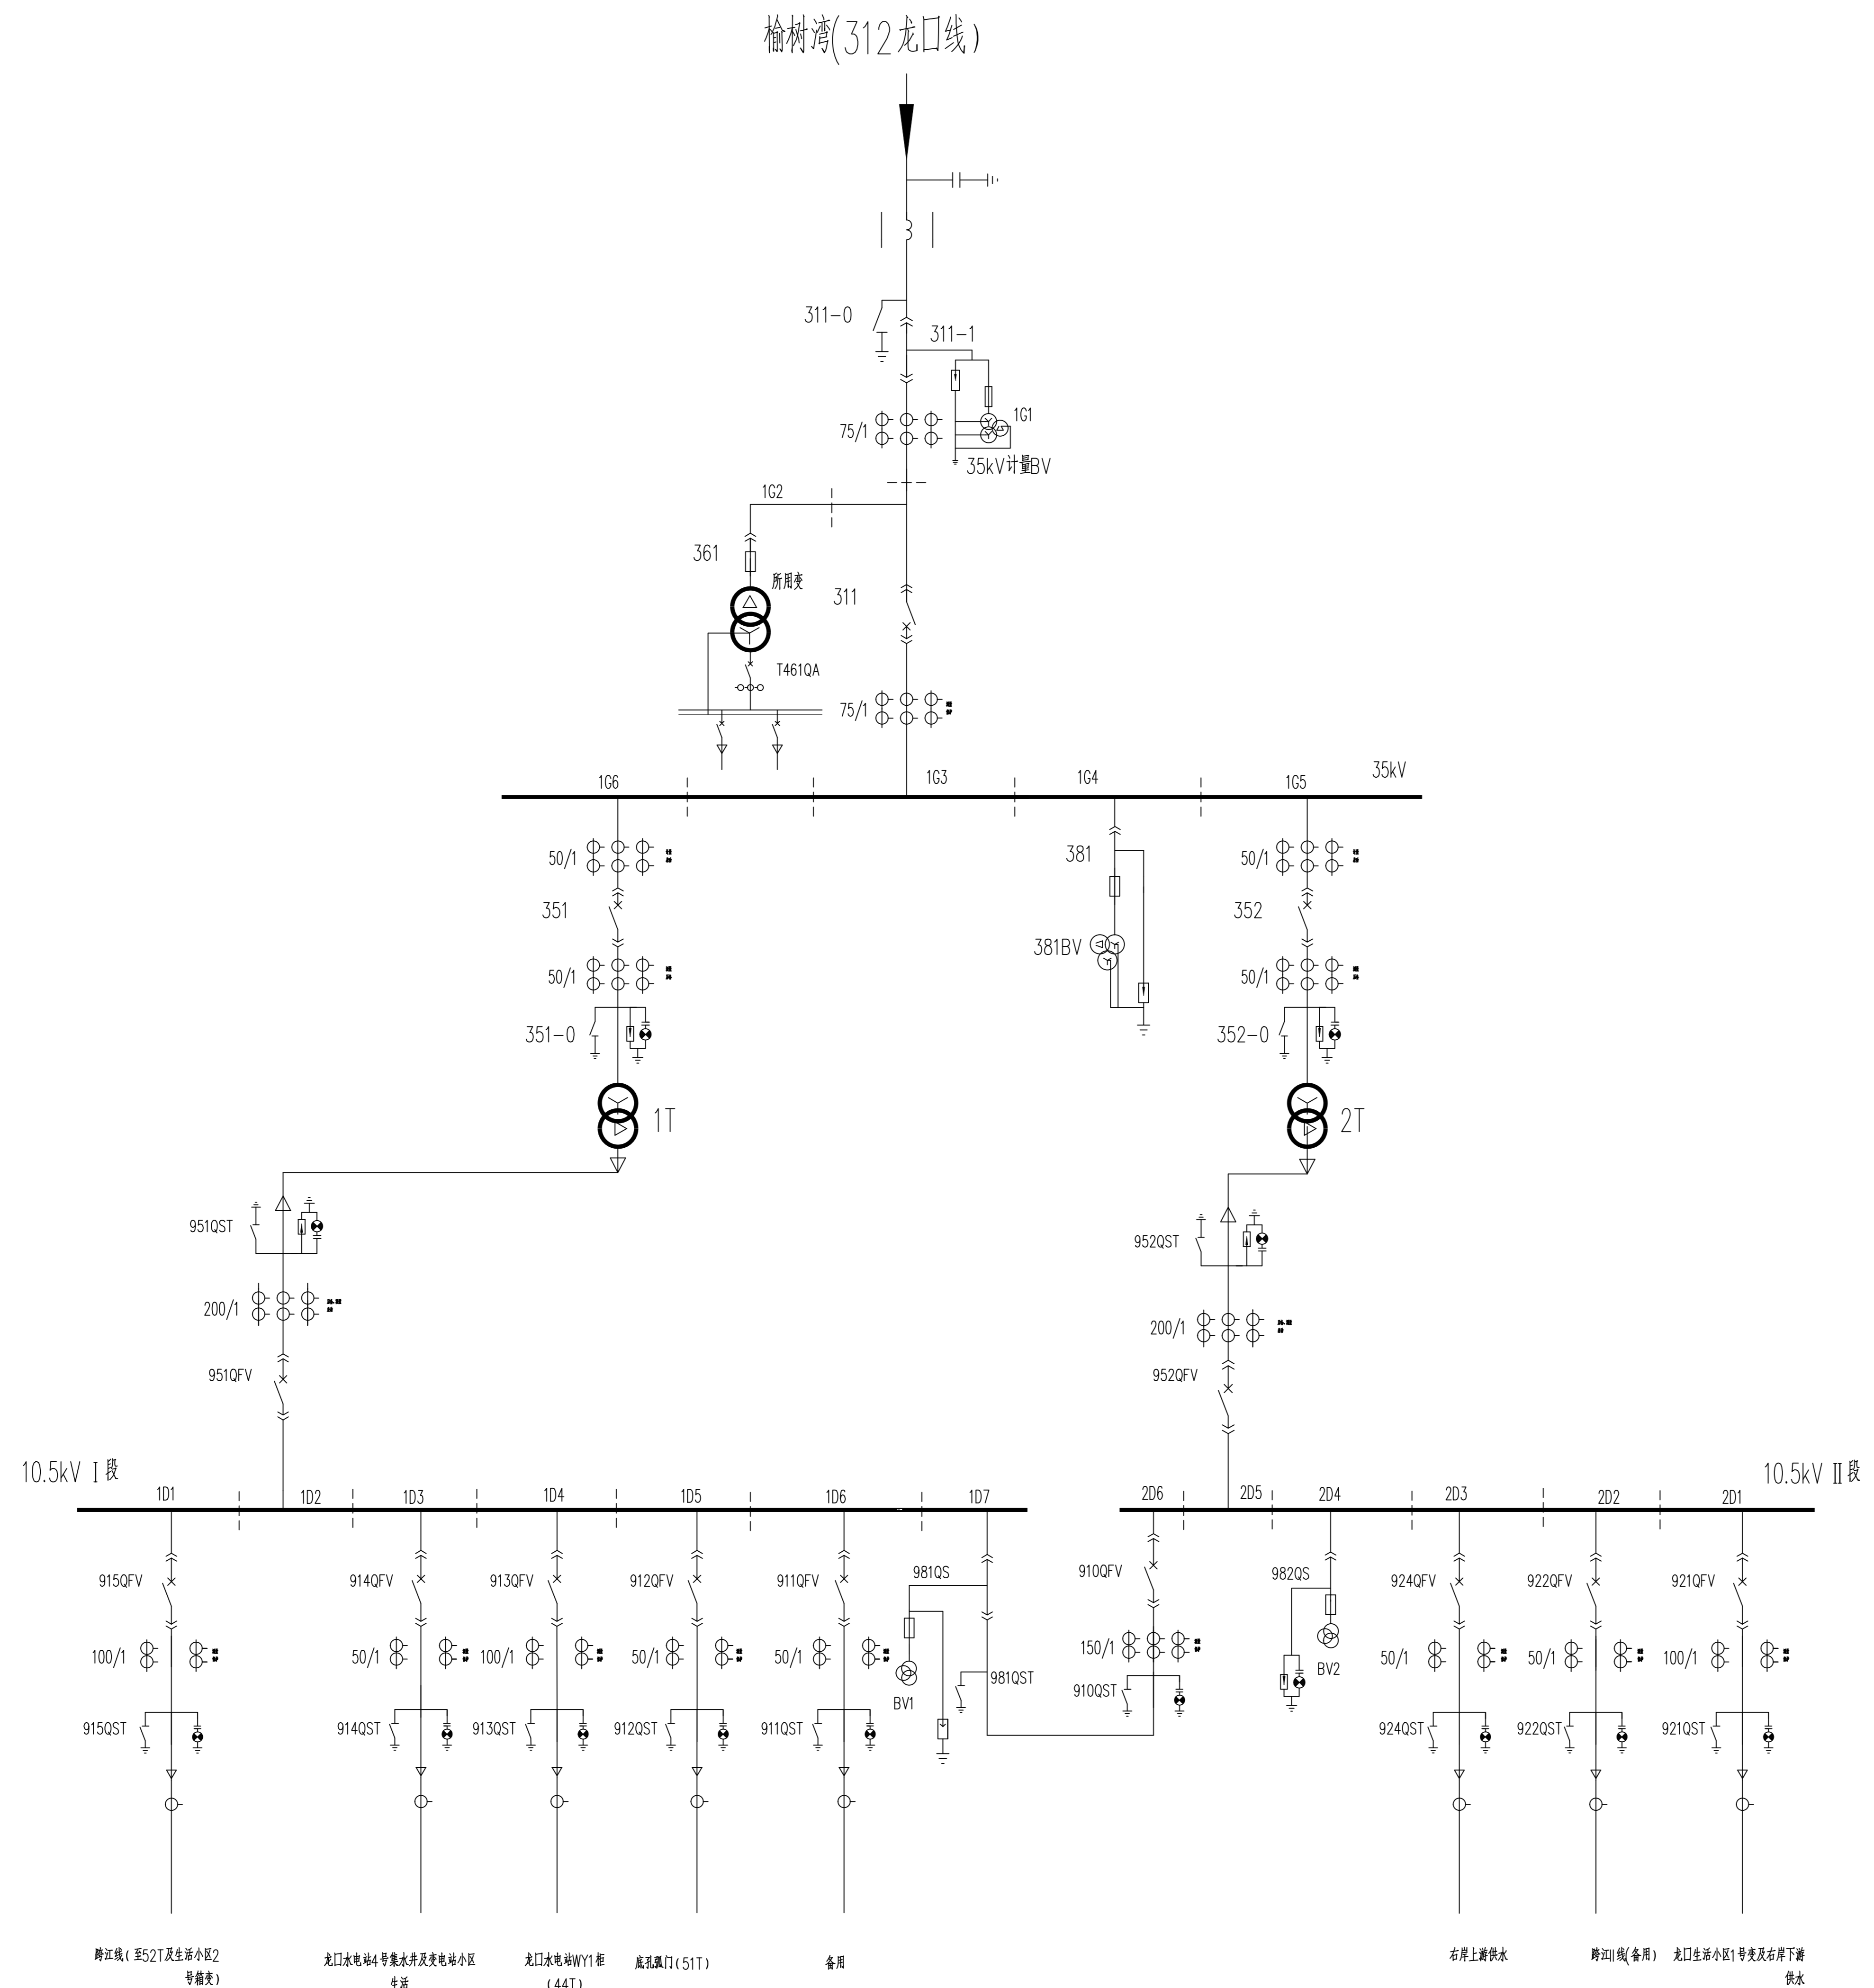 榆树湾(312龙口线)
311-0
311-1
75/1
1G1
35kV计量BV
1G2
361
所用变
311
T461QA
75/1
1G6
1G3
1G4
1G5
35kV
50/1
381
50/1
351
352
381BV
50/1
50/1
351-0
352-0
1T
2T
951QST
952QST
200/1
200/1
951QFV
952QFV
10.5kV Ⅰ段
10.5kV Ⅱ段
1D1
1D2
1D3
1D4
1D5
1D6
1D7
2D6
2D5
2D4
2D3
2D2
2D1
915QFV
914QFV
913QFV
912QFV
911QFV
981QS
910QFV
982QS
924QFV
922QFV
921QFV
100/1
50/1
100/1
50/1
50/1
150/1
50/1
50/1
100/1
BV1
981QST
910QST
BV2
915QST
914QST
913QST
912QST
911QST
924QST
922QST
921QST
跨江线(至52T及生活小区2
号箱变)
龙口水电站4号集水井及变电站小区
生活
龙口水电站WY1柜
(44T)
底孔弧门(51T)
备用
右岸上游供水
跨江II线(备用)
龙口生活小区1号变及右岸下游
供水